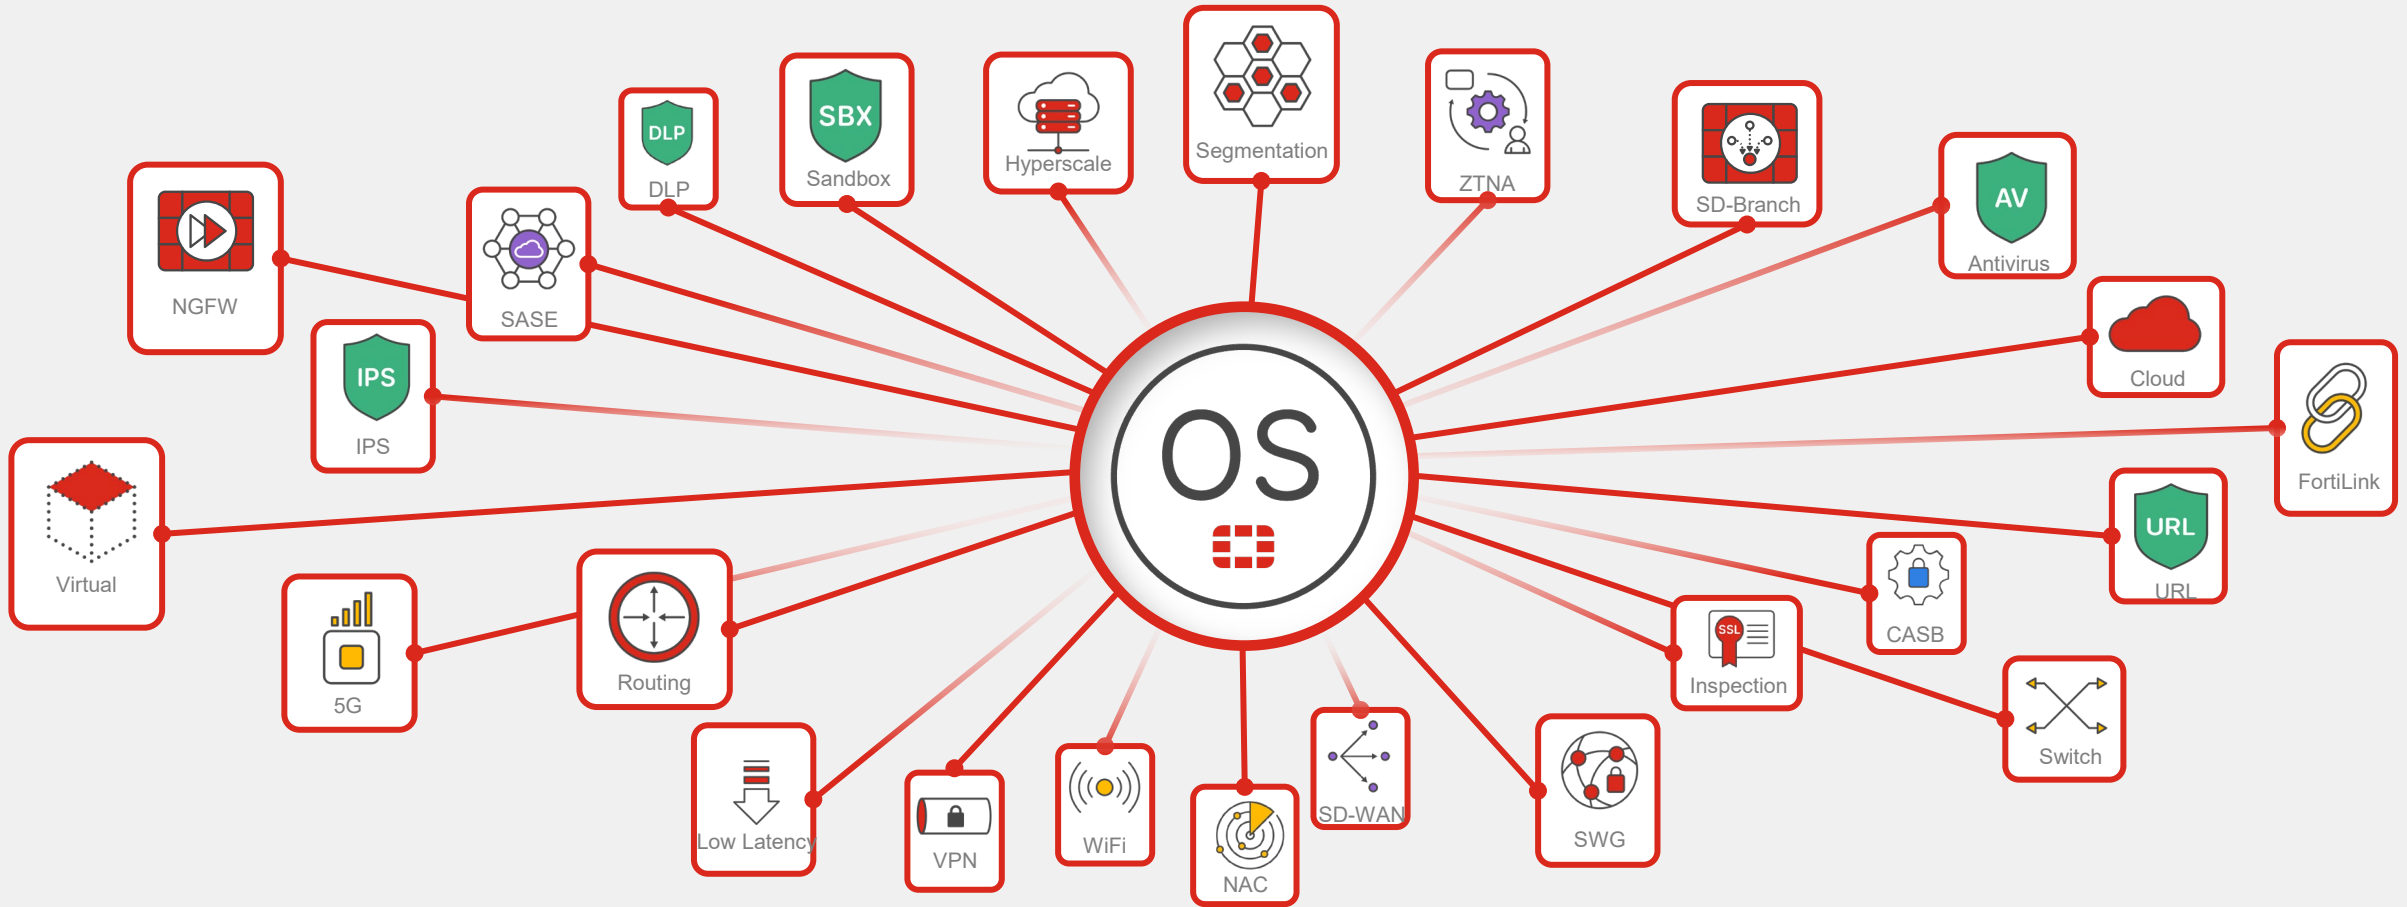 Segmentation
SBX
Sandbox
Hyperscale
ZTNA
DLP
DLP
SD-Branch
AV
Antivirus
NGFW
SASE
Cloud
IPS
IPS
OS
FortiLink
URL
URL
Virtual
CASB
5G
Routing
SSL
Inspection
Switch
Low Latency
VPN
WiFi
NAC
SD-WAN
SWG